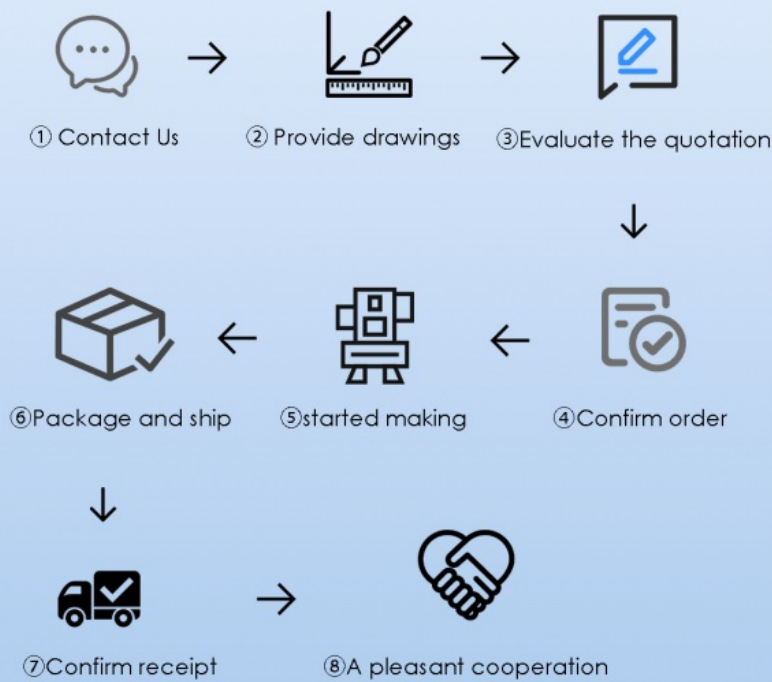 ① Contact Us
② Provide drawings
③Evaluate the quotation
④Confirm order
⑤started making
⑥Package and ship
⑦Confirm receipt
⑧A pleasant cooperation